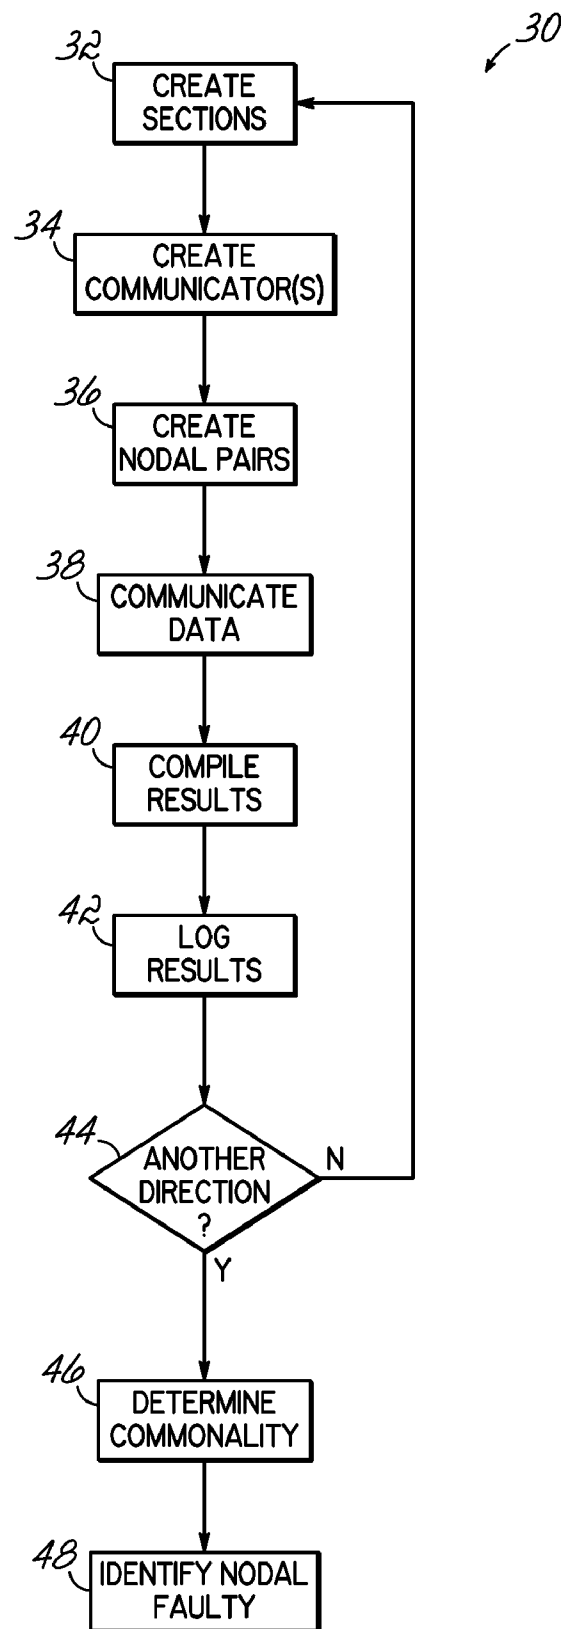 30
32
CREATE
SECTIONS
34
CREATE
COMMUNICATOR(S)
36
CREATE
NODAL PAIRS
38
COMMUNICATE
DATA
40
COMPILE
RESULTS
42
LOG
RESULTS
44
ANOTHER
DIRECTION
?
N
Y
46
DETERMINE
COMMONALITY
48
IDENTIFY NODAL
FAULTY